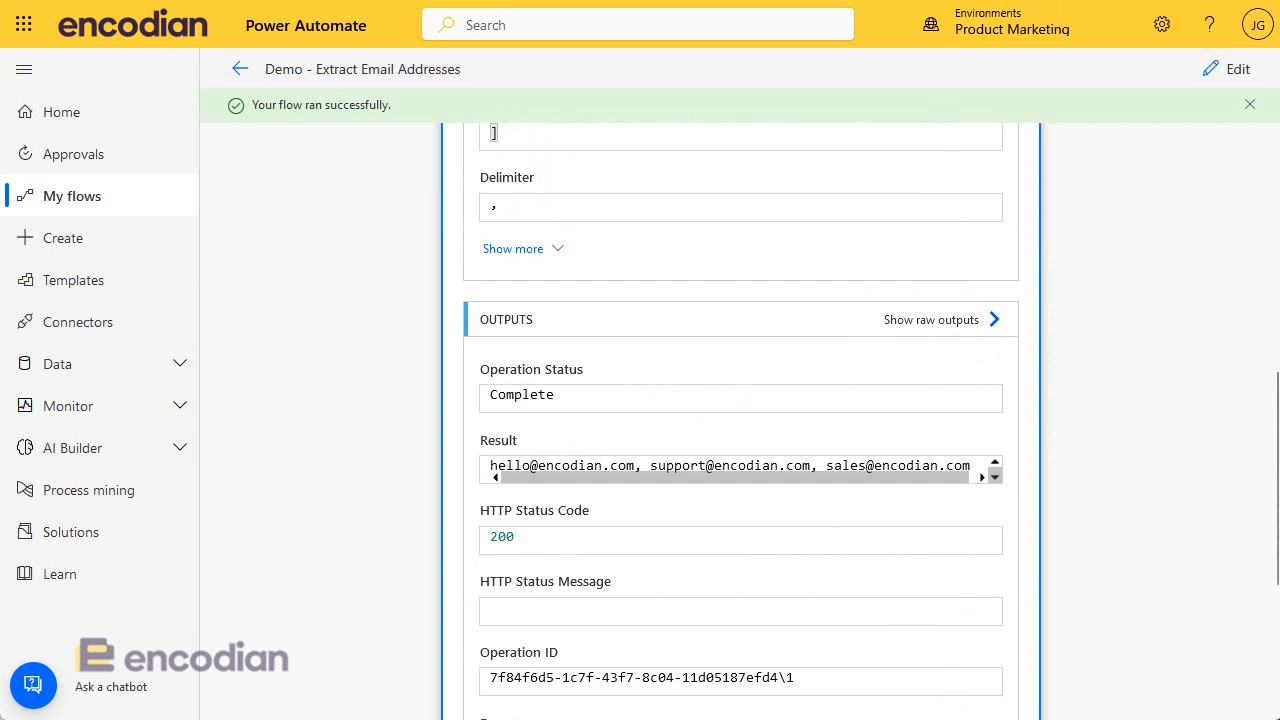 encodian
Power Automate
Search
Environments
Product Marketing
?
JG
Demo - Extract Email Addresses
Edit
Your flow ran successfully.
Home
Approvals
My flows
Create
Templates
Connectors
Data
Monitor
AI Builder
Process mining
Solutions
Learn
encodian
Ask a chatbot
]
Delimiter
,
Show more
OUTPUTS
Show raw outputs
Operation Status
Complete
Result
hello@encodian.com, support@encodian.com, sales@encodian.com
HTTP Status Code
200
HTTP Status Message
Operation ID
7f84f6d5-1c7f-43f7-8c04-11d05187efd4\1